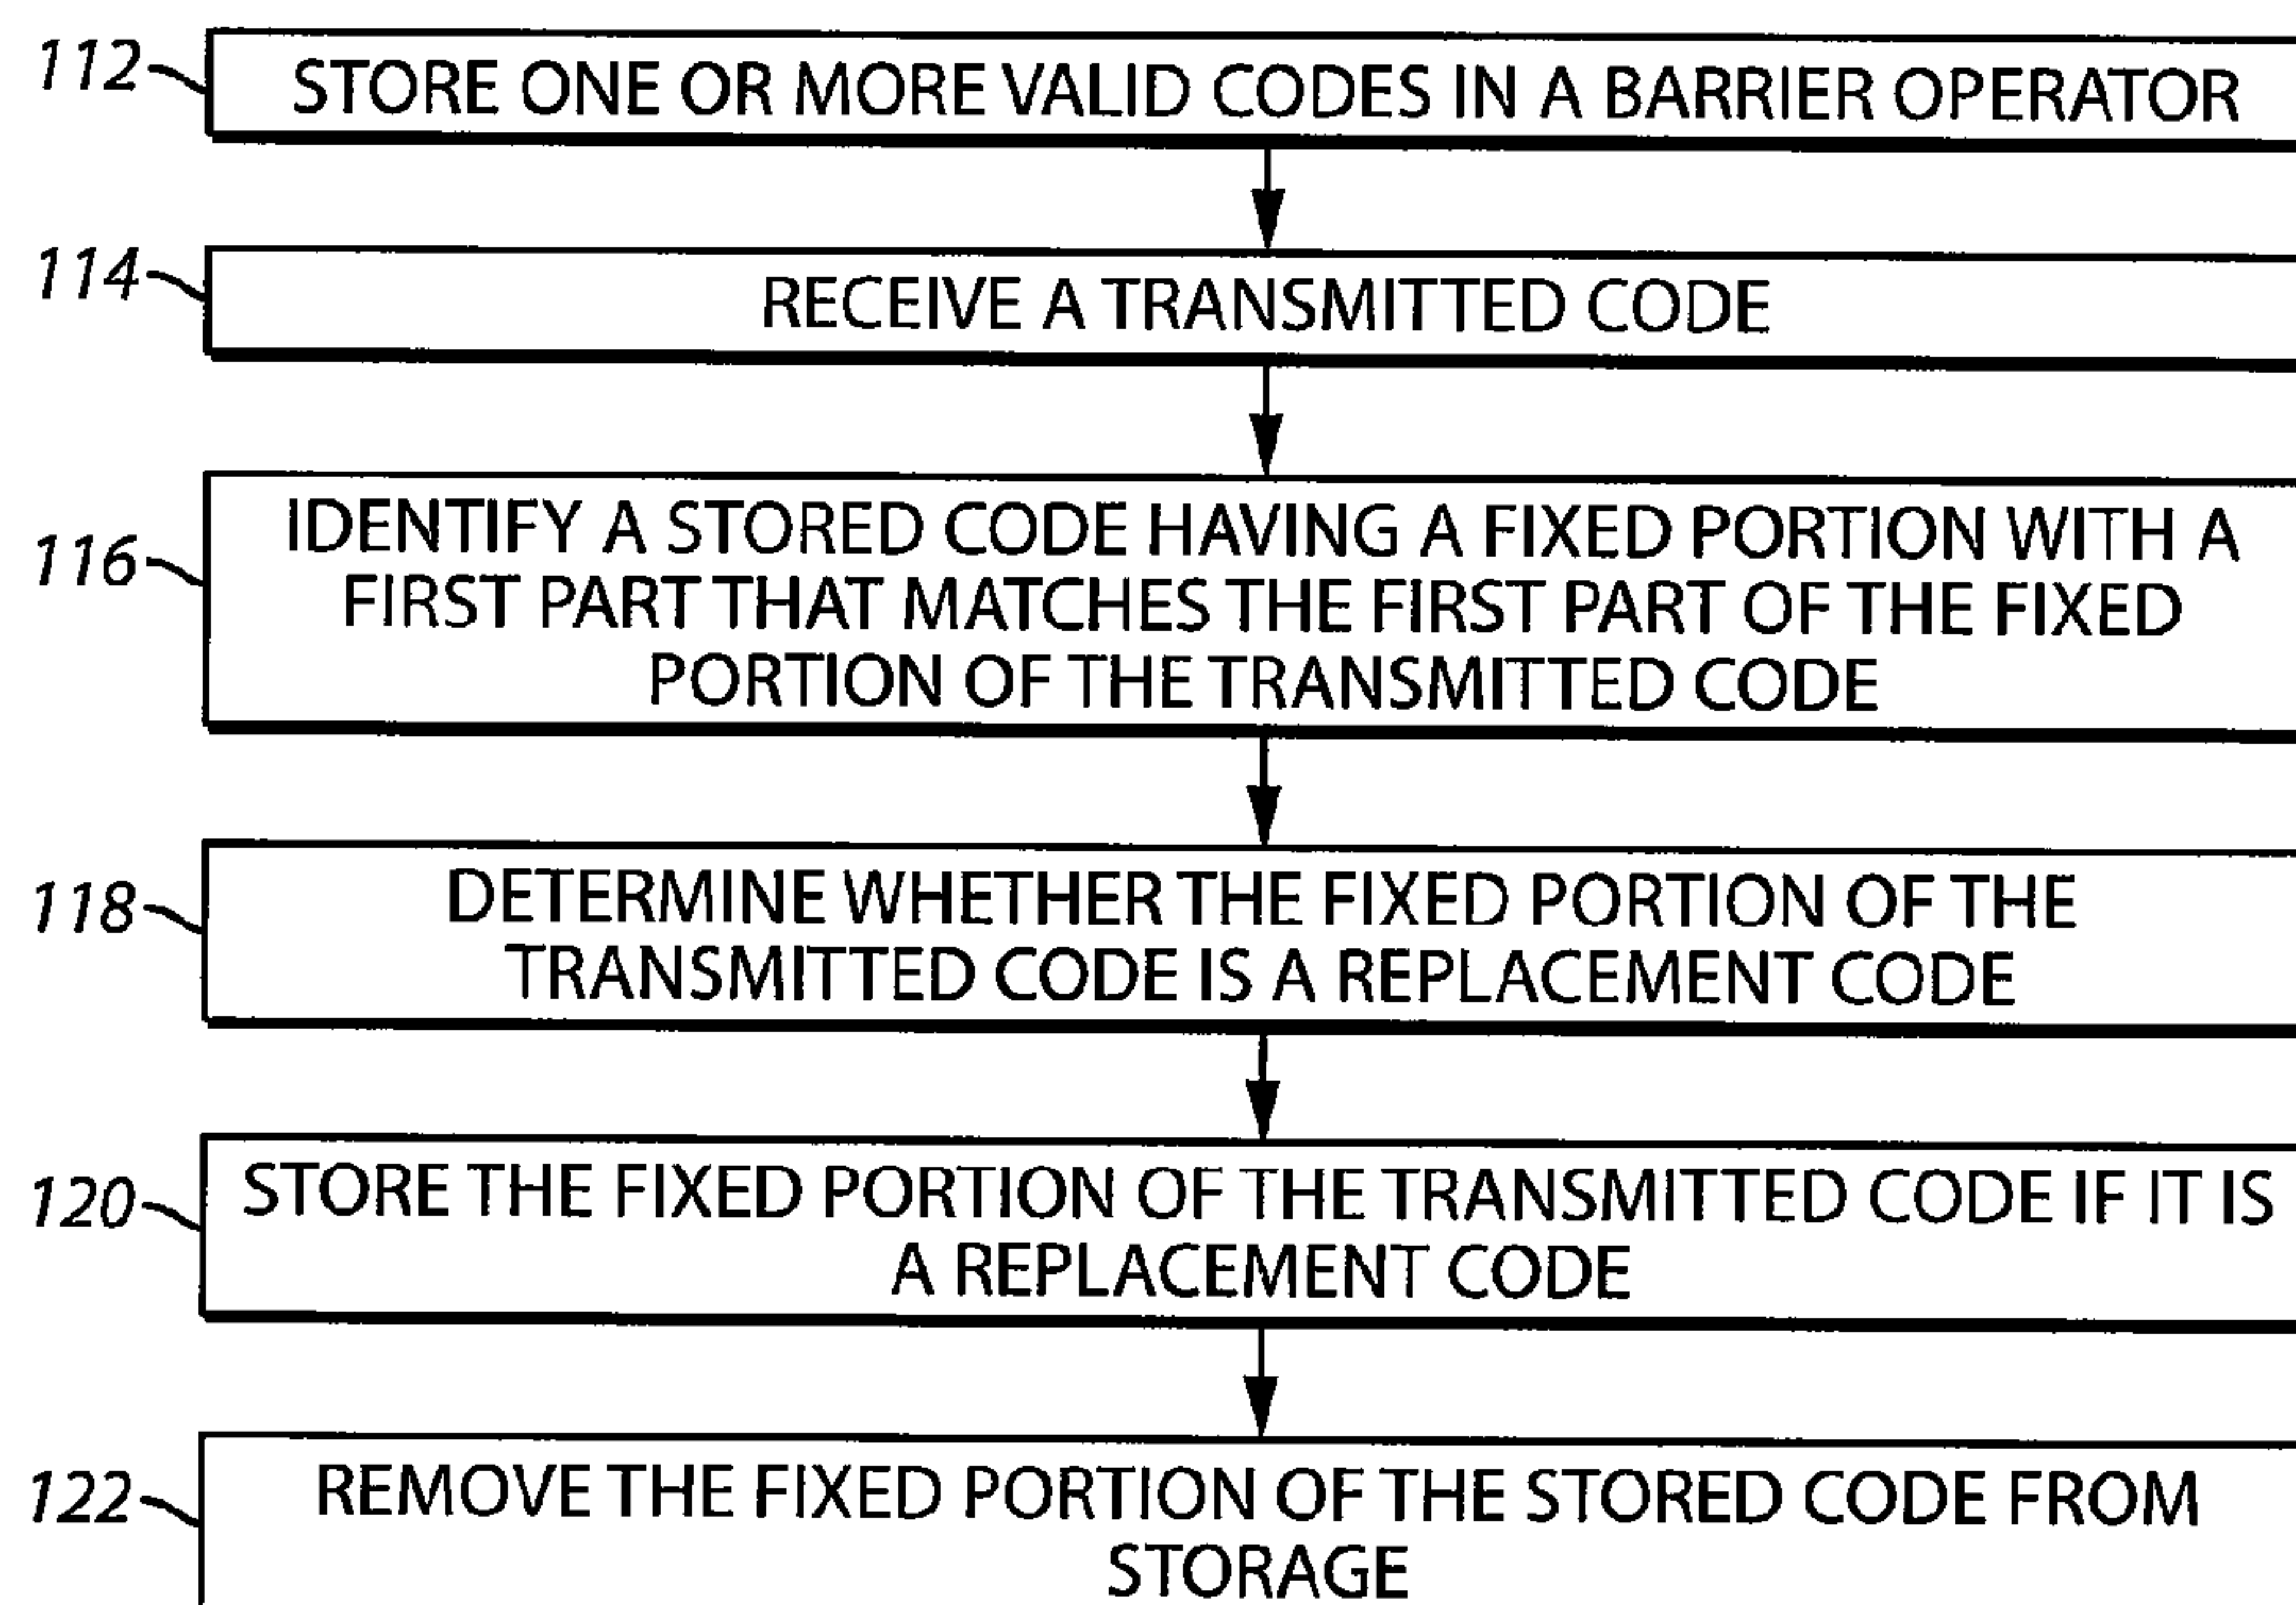 112
STORE ONE OR MORE VALID CODES IN A BARRIER OPERATOR
114
RECEIVE A TRANSMITTED CODE
116
IDENTIFY A STORED CODE HAVING A FIXED PORTION WITH A
FIRST PART THAT MATCHES THE FIRST PART OF THE FIXED
PORTION OF THE TRANSMITTED CODE
118
DETERMINE WHETHER THE FIXED PORTION OF THE
TRANSMITTED CODE IS A REPLACEMENT CODE
120
STORE THE FIXED PORTION OF THE TRANSMITTED CODE IF IT IS
A REPLACEMENT CODE
122
REMOVE THE FIXED PORTION OF THE STORED CODE FROM
STORAGE